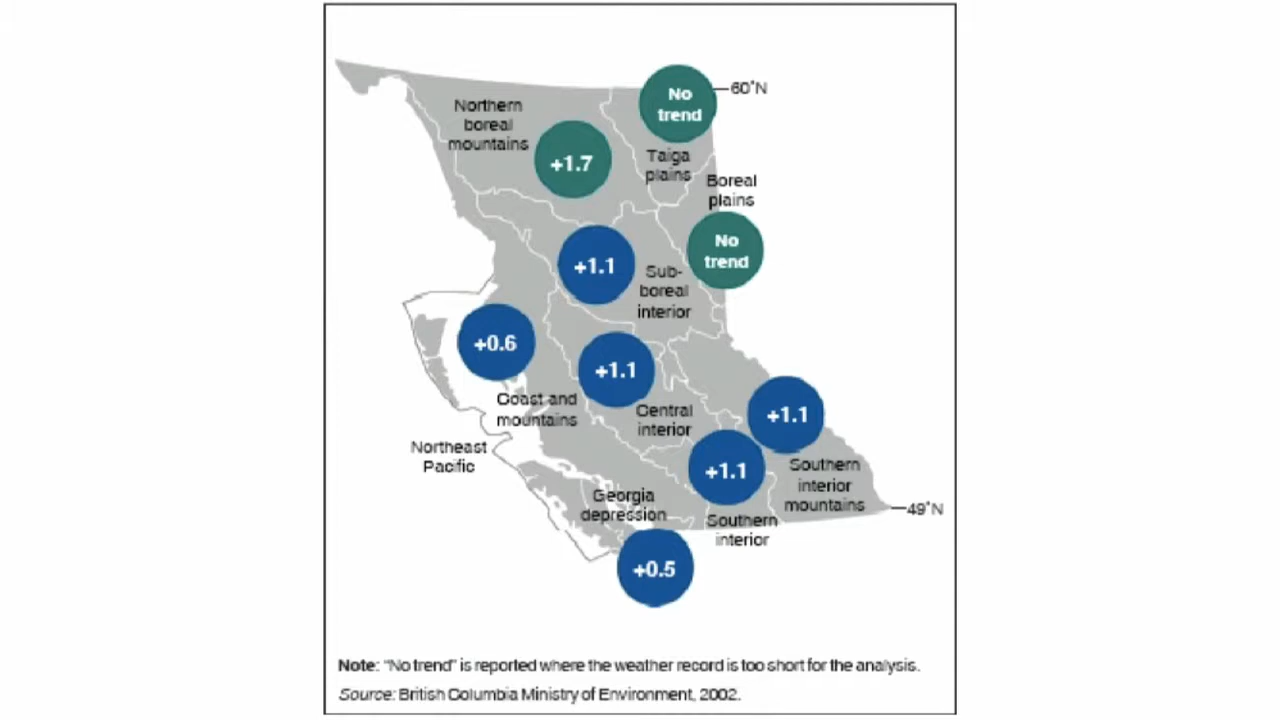 Northern
boreal
mountains
+1.7
No
trend
60°N
Taiga
plains
Boreal
plains
No
trend
+1.1
Sub-
boreal
interior
+0.6
+1.1
Coast and
mountains
Central
interior
+1.1
Northeast
Pacific
+1.1
Southern
interior
mountains
Georgia
depression
49°N
Southern
interior
+0.5
Note: “No trend” is reported where the weather record is too short for the analysis.
Source: British Columbia Ministry of Environment, 2002.